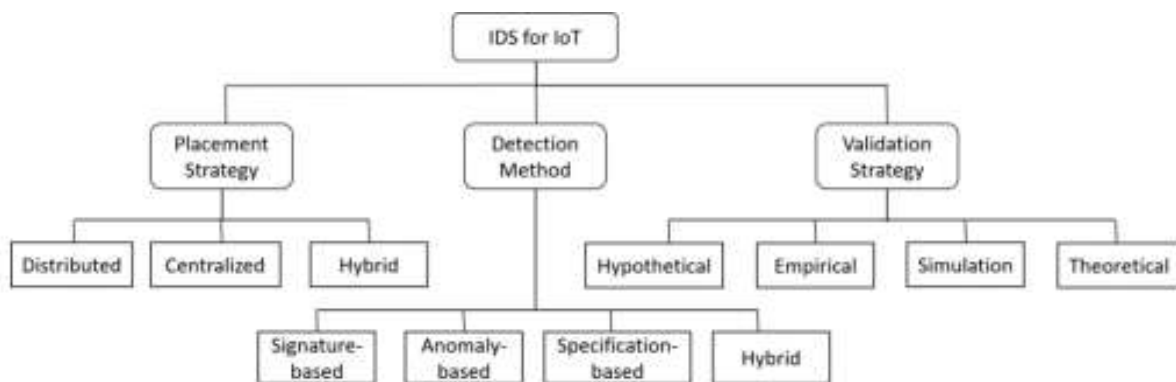 IDS for IoT
Placement
Strategy
Detection
Method
Validation
Strategy
Distributed
Centralized
Hybrid
Hypothetical
Empirical
Simulation
Theoretical
Signature-
based
Anomaly-
based
Specification-
based
Hybrid